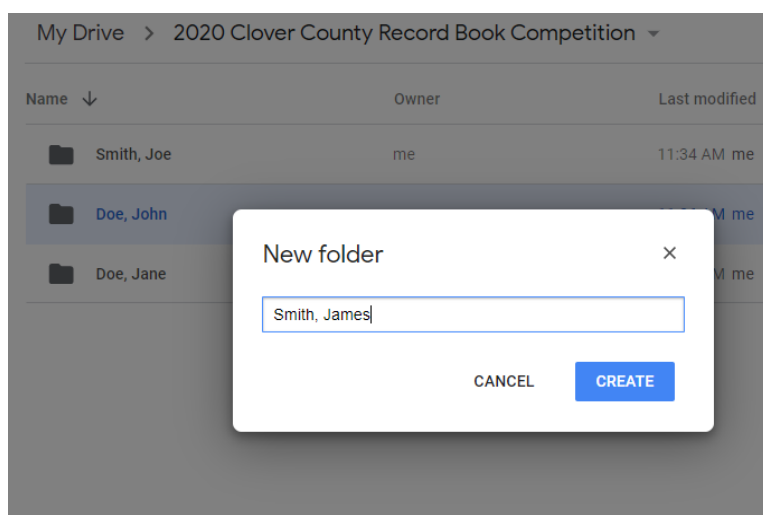 My Drive > 2020 Clover County Record Book Competition
Name Owner Last modified
Smith, Joe me 11:34 AM me
Doe, John M me
Doe, Jane M me
New folder
Smith, James
CANCEL CREATE